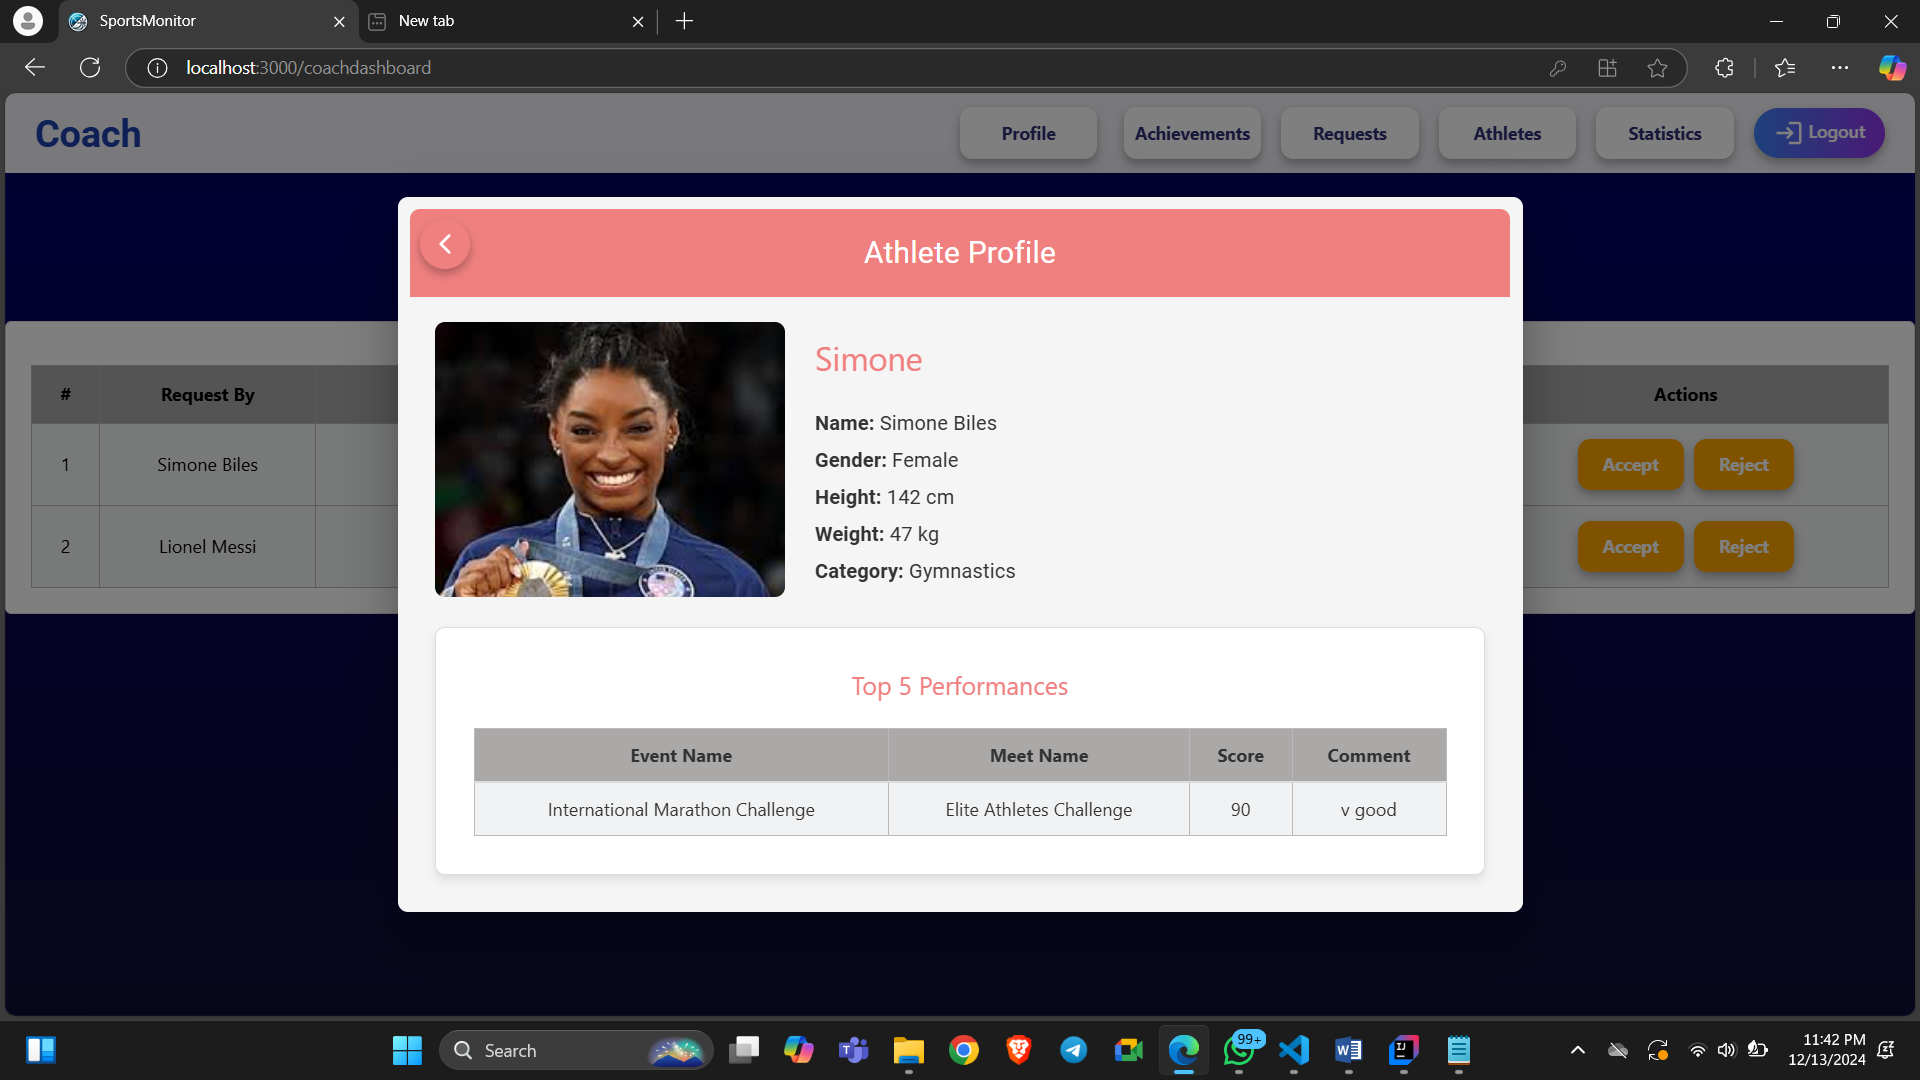 SportsMonitor
New tab
localhost:3000/coachdashboard
Coach
Profile
Achievements
Requests
Athletes
Statistics
Logout
Athlete Profile
Simone
Name: Simone Biles
Gender: Female
Height: 142 cm
Weight: 47 kg
Category: Gymnastics
# Request By Actions
1 Simone Biles Accept Reject
2 Lionel Messi Accept Reject
Top 5 Performances
Event Name Meet Name Score Comment
International Marathon Challenge Elite Athletes Challenge 90 v good
Search
99+
11:42 PM
12/13/2024